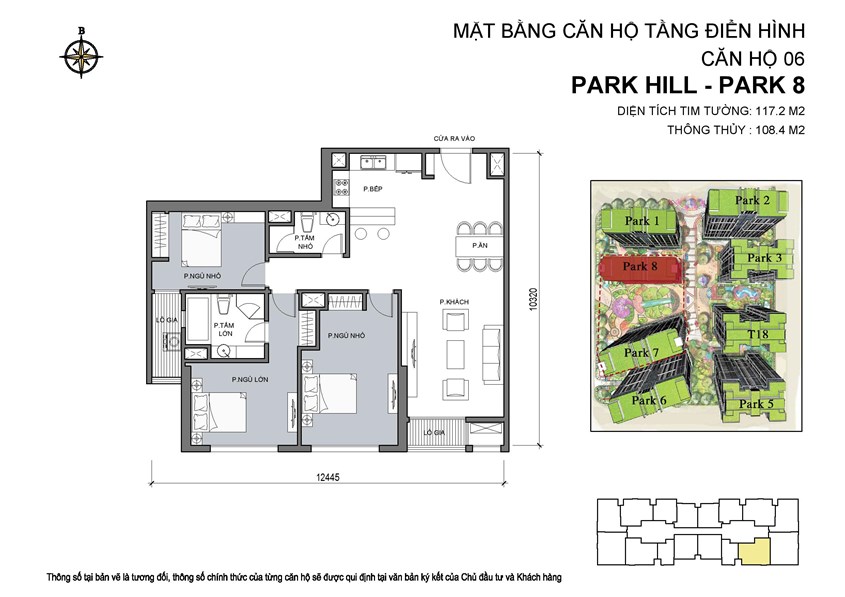 B
MẶT BẰNG CĂN HỘ TẦNG ĐIỂN HÌNH
CĂN HỘ 06
PARK HILL - PARK 8
DIỆN TÍCH TIM TƯỜNG: 117.2 M2
THÔNG THỦY : 108.4 M2
CỬA RA VÀO
P.BẾP
P.TẮM
NHỎ
P.ĂN
P.NGỦ NHỎ
P.KHÁCH
LÔ GIA
P.TẮM
LỚN
P.NGỦ NHỎ
P.NGỦ LỚN
LÔ GIA
10320
12445
Park 1
Park 2
Park 8
Park 3
T18
Park 7
Park 6
Park 5
Thông số tại bản vẽ là tương đối, thông số chính thức của từng căn hộ sẽ được qui định tại văn bản ký kết của Chủ đầu tư và Khách hàng